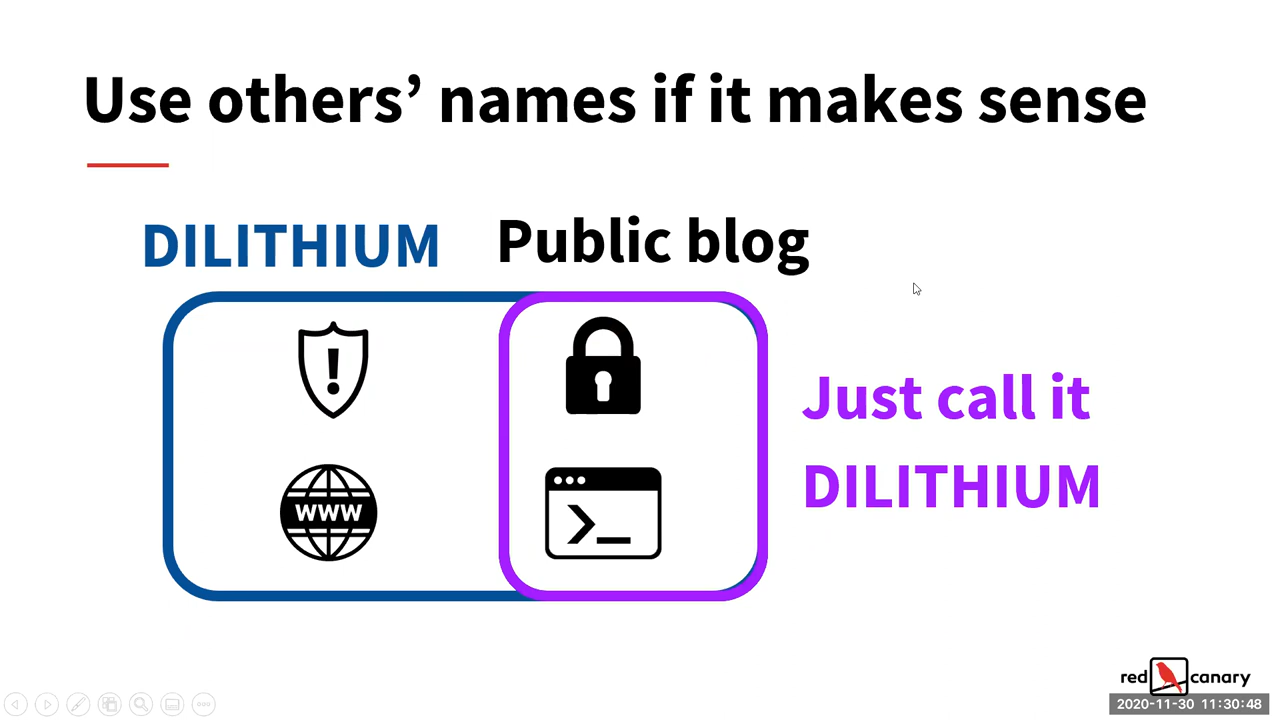 Use others’ names if it makes sense
DILITHIUM
Public blog
Just call it
DILITHIUM
WWW
red canary
2020-11-30 11:30:48